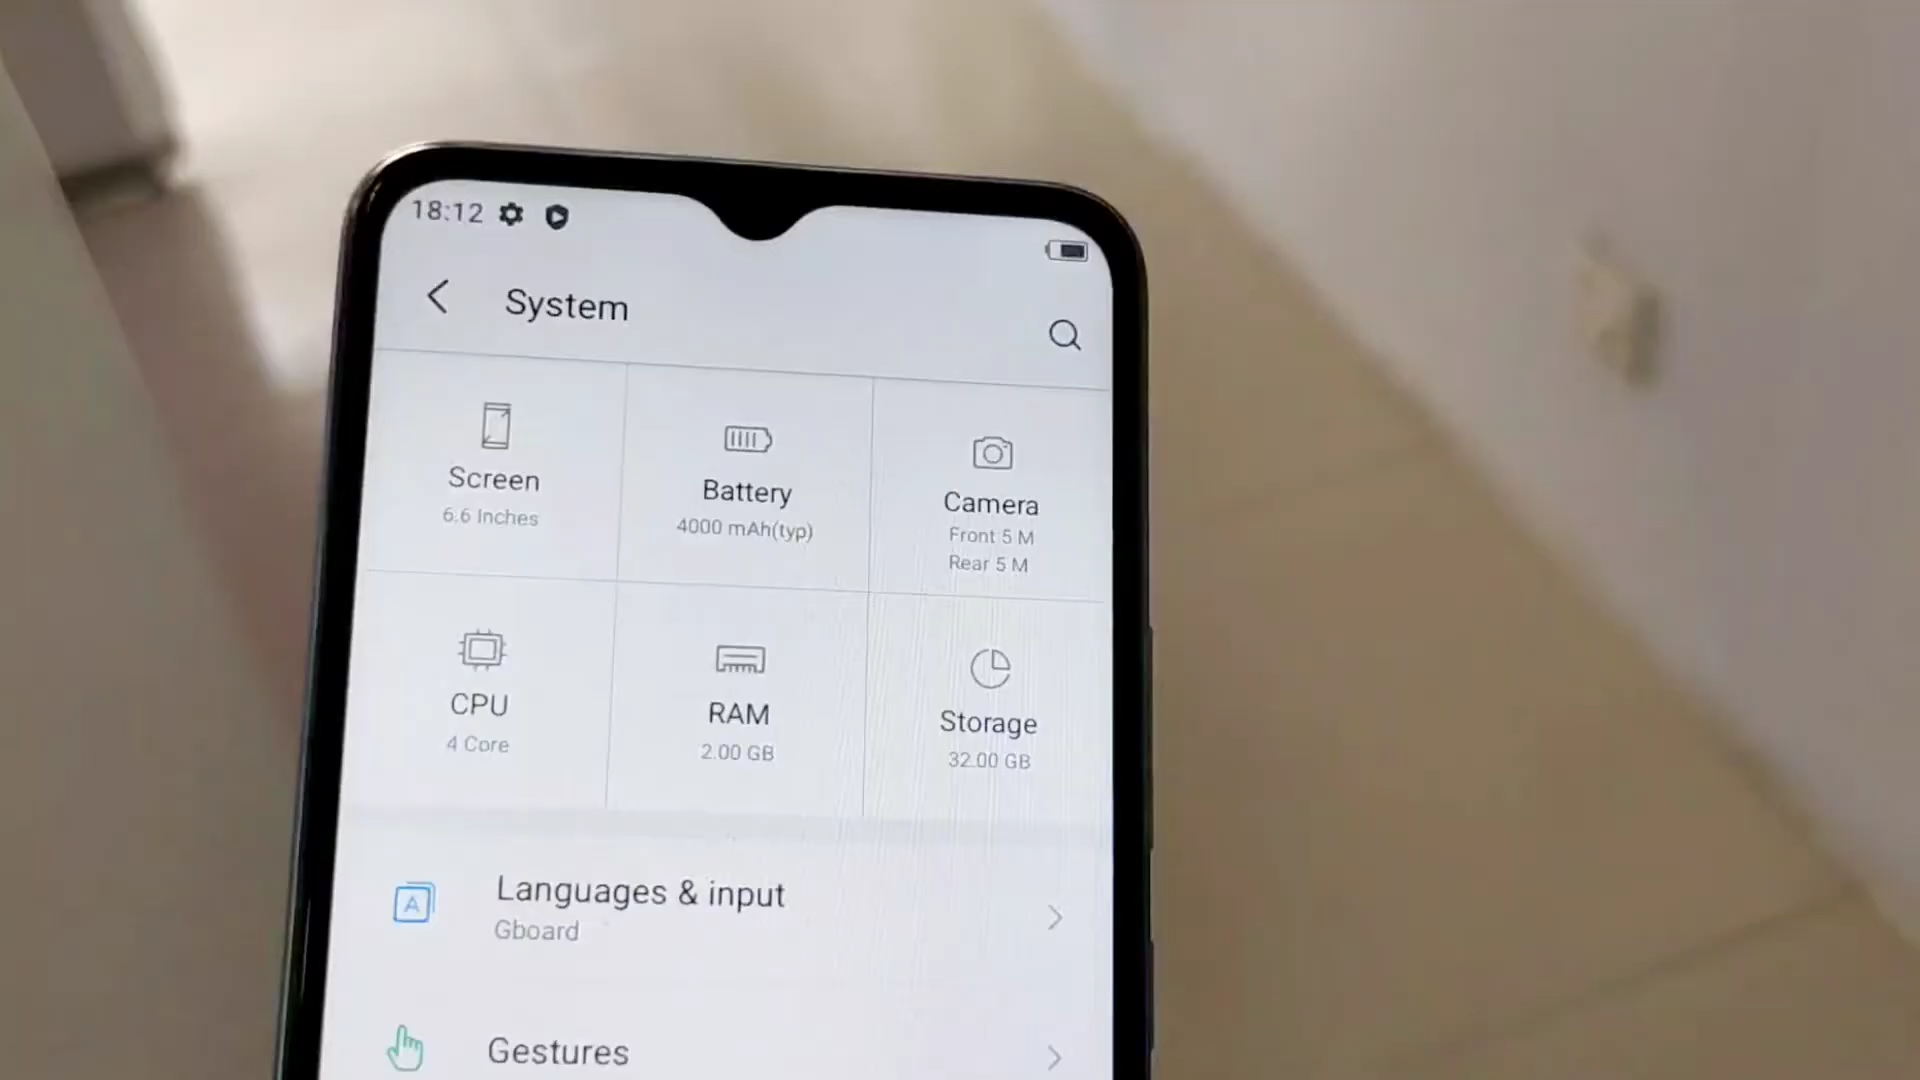 18:12
System
Screen
6.6 Inches
Battery
4000 mAh(typ)
Camera
Front 5 M
Rear 5 M
CPU
4 Core
RAM
2.00 GB
Storage
32.00 GB
A
Languages & input
Gboard
Gestures